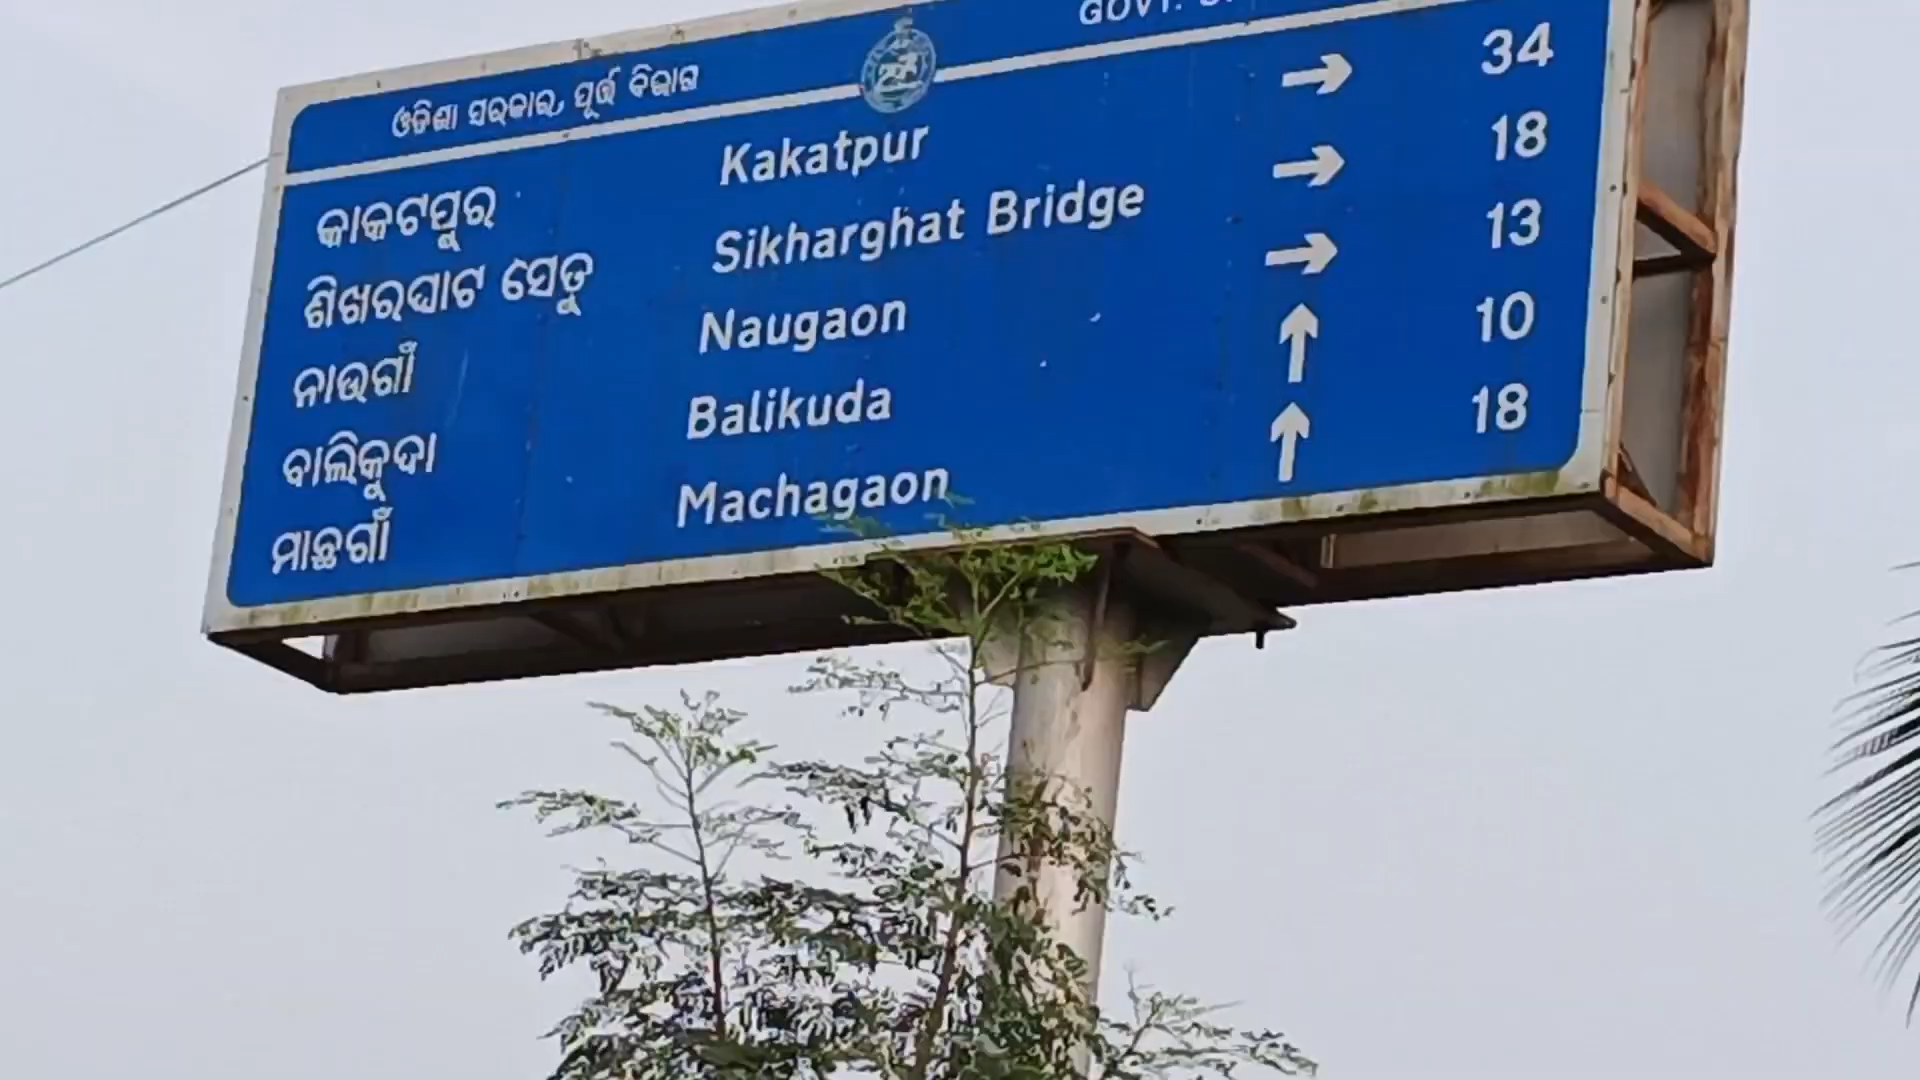 ଓଡିଶା ସରକାର, ପୂର୍ତ୍ତ ବିଭାଗ GOVT.
କାକଟପୁର Kakatpur → 34
ଶିଖରଘାଟ ସେତୁ Sikharghat Bridge → 18
ନାଉଗାଁ Naugaon → 13
ବାଲିକୁଦା Balikuda ↑ 10
ମାଛଗାଁ Machagaon ↑ 18